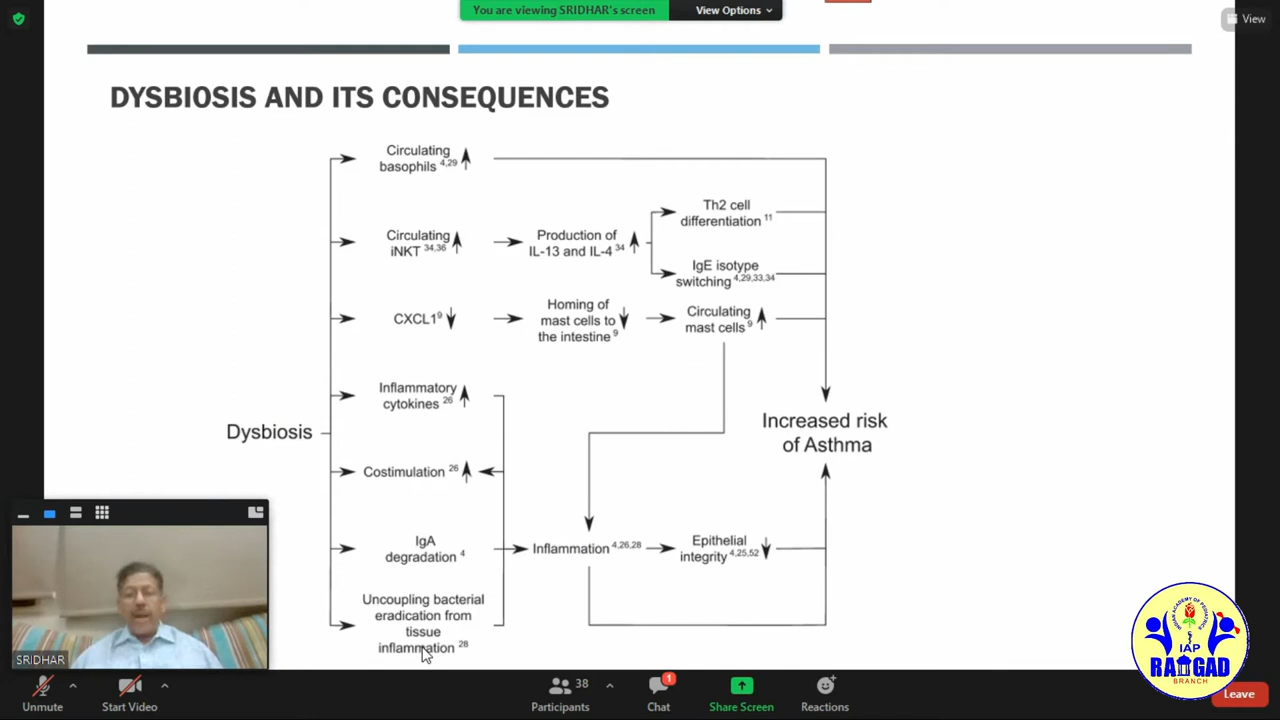 You are viewing SRIDHAR's screen
View Options
View
DYSBIOSIS AND ITS CONSEQUENCES
Circulating
basophils 4,29
Circulating
iNKT 34,36
Production of
IL-13 and IL-4 34
Th2 cell
differentiation 11
IgE isotype
switching 4,29,33,34
CXCL1 9
Homing of
mast cells to
the intestine 9
Circulating
mast cells 9
Inflammatory
cytokines 26
Dysbiosis
Increased risk
of Asthma
Costimulation 26
IgA
degradation 4
Inflammation 4,26,28
Epithelial
integrity 4,25,52
Uncoupling bacterial
eradication from
tissue
inflammation 28
SRIDHAR
INDIAN ACADEMY OF PEDIATRICS
IAP
RAIGAD
BRANCH
Unmute
Start Video
38
Participants
1
Chat
Share Screen
Reactions
Leave